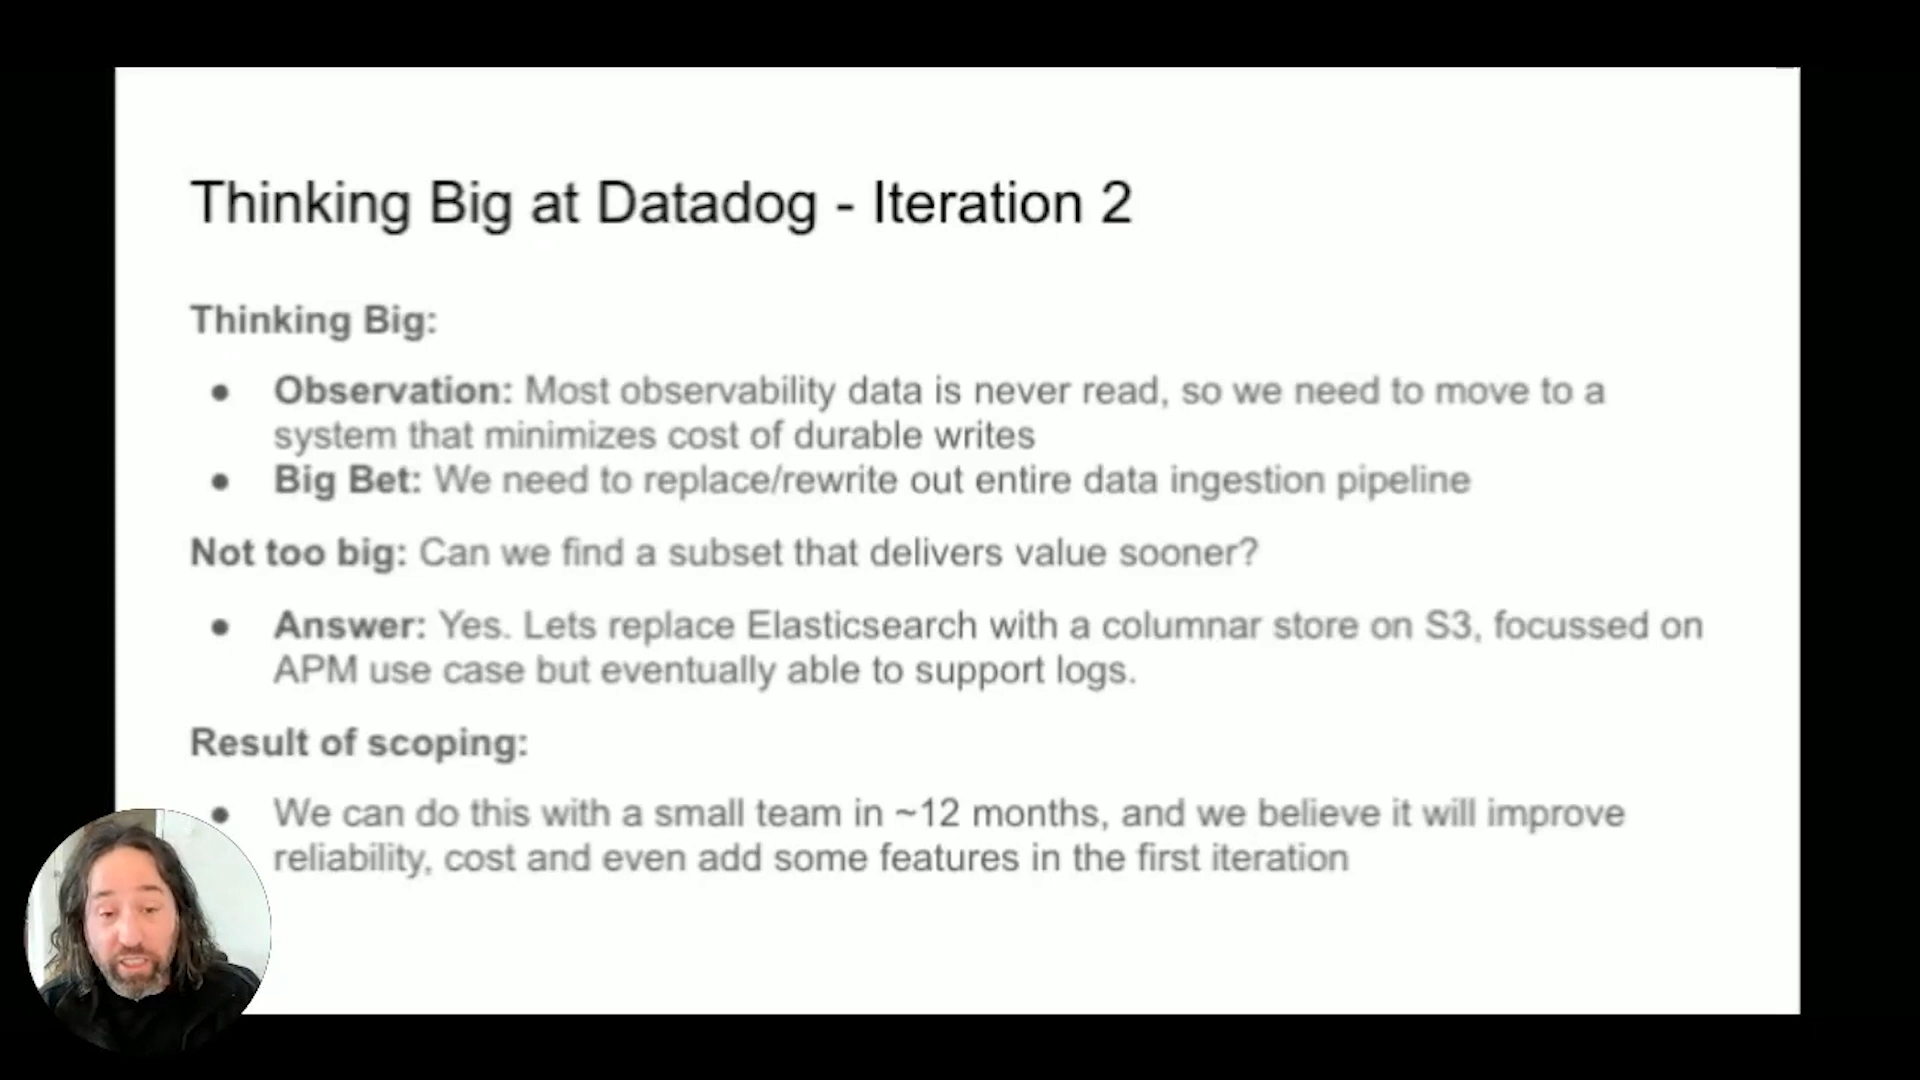 Thinking Big at Datadog - Iteration 2
Thinking Big:
● Observation: Most observability data is never read, so we need to move to a
system that minimizes cost of durable writes
● Big Bet: We need to replace/rewrite out entire data ingestion pipeline
Not too big: Can we find a subset that delivers value sooner?
● Answer: Yes. Lets replace Elasticsearch with a columnar store on S3, focussed on
APM use case but eventually able to support logs.
Result of scoping:
● We can do this with a small team in ~12 months, and we believe it will improve
reliability, cost and even add some features in the first iteration